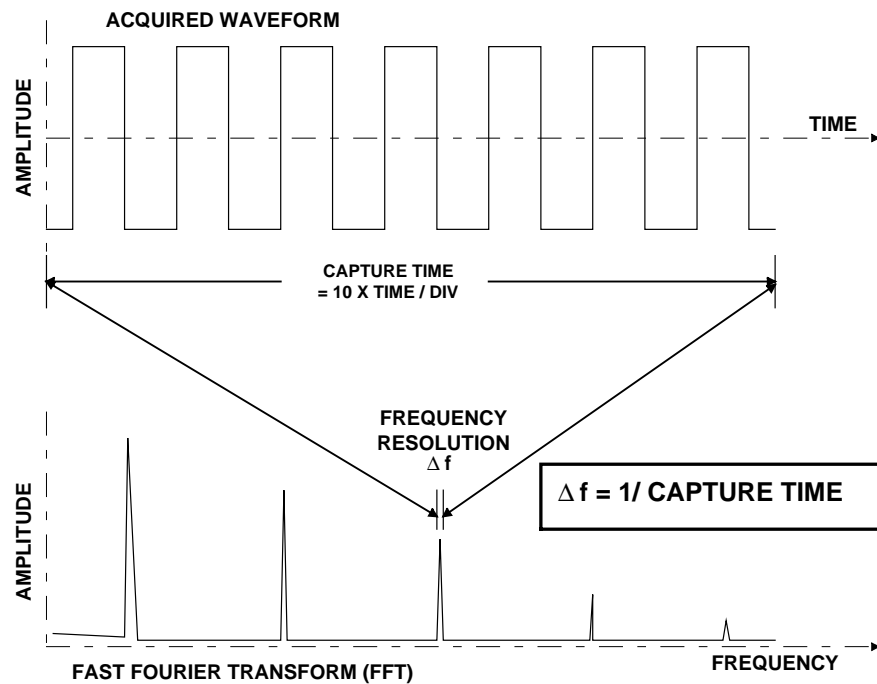 ACQUIRED WAVEFORM
AMPLITUDE
TIME
CAPTURE TIME
= 10 X TIME / DIV
FREQUENCY
RESOLUTION
Δ f
Δ f = 1/ CAPTURE TIME
AMPLITUDE
FREQUENCY
FAST FOURIER TRANSFORM (FFT)